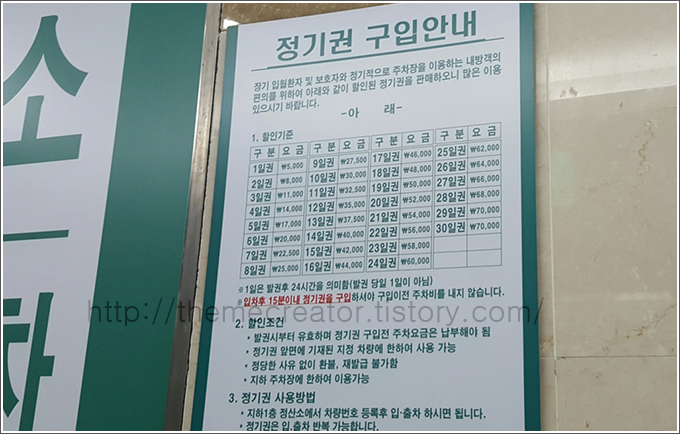 소
차
정기권 구입안내
장기 입원환자 및 보호자와 정기적으로 주차장을 이용하는 내방객의
편의를 위하여 아래와 같이 할인된 정기권을 판매하오니 많은 이용
있으시기 바랍니다.
-아 래-
1. 할인기준
구 분 요 금 구 분 요 금 구 분 요 금 구 분 요 금
1일권 ₩5,000 9일권 ₩27,500 17일권 ₩46,000 25일권 ₩62,000
2일권 ₩8,000 10일권 ₩30,000 18일권 ₩48,000 26일권 ₩64,000
3일권 ₩11,000 11일권 ₩32,500 19일권 ₩50,000 27일권 ₩66,000
4일권 ₩14,000 12일권 ₩35,000 20일권 ₩52,000 28일권 ₩68,000
5일권 ₩17,000 13일권 ₩37,500 21일권 ₩54,000 29일권 ₩70,000
6일권 ₩20,000 14일권 ₩40,000 22일권 ₩56,000 30일권 ₩70,000
7일권 ₩22,500 15일권 ₩42,000 23일권 ₩58,000
8일권 ₩25,000 16일권 ₩44,000 24일권 ₩60,000
※1일은 발권후 24시간을 의미함(발권 당일 1일이 아님)
※입차후 15분이내 정기권을 구입하셔야 구입이전 주차비를 내지 않습니다.
http://themecreator.tistory.com/
2. 할인조건
· 발권시부터 유효하며 정기권 구입전 주차요금은 납부해야 됨
· 정기권 앞면에 기재된 지정 차량에 한하여 사용 가능
· 정당한 사유 없이 환불, 재발급 불가함
· 지하 주차장에 한하여 이용가능
3. 정기권 사용방법
· 지하1층 정산소에서 차량번호 등록후 입·출차 하시면 됩니다.
· 정기권은 입.출차 반복 가능합니다.